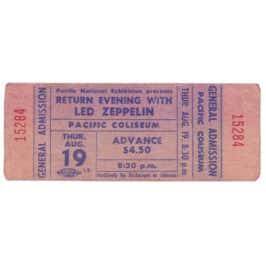 15284
GENERAL ADMISSION
Pacific National Exhibition presents
RETURN EVENING WITH
LED ZEPPELIN
PACIFIC COLISEUM
THUR.
AUG.
19
ADVANCE
$4.50
8:30 p.m.
THUR. AUG. 19, 8:30 P.M.
PACIFIC
COLISEUM
GENERAL ADMISSION
15284